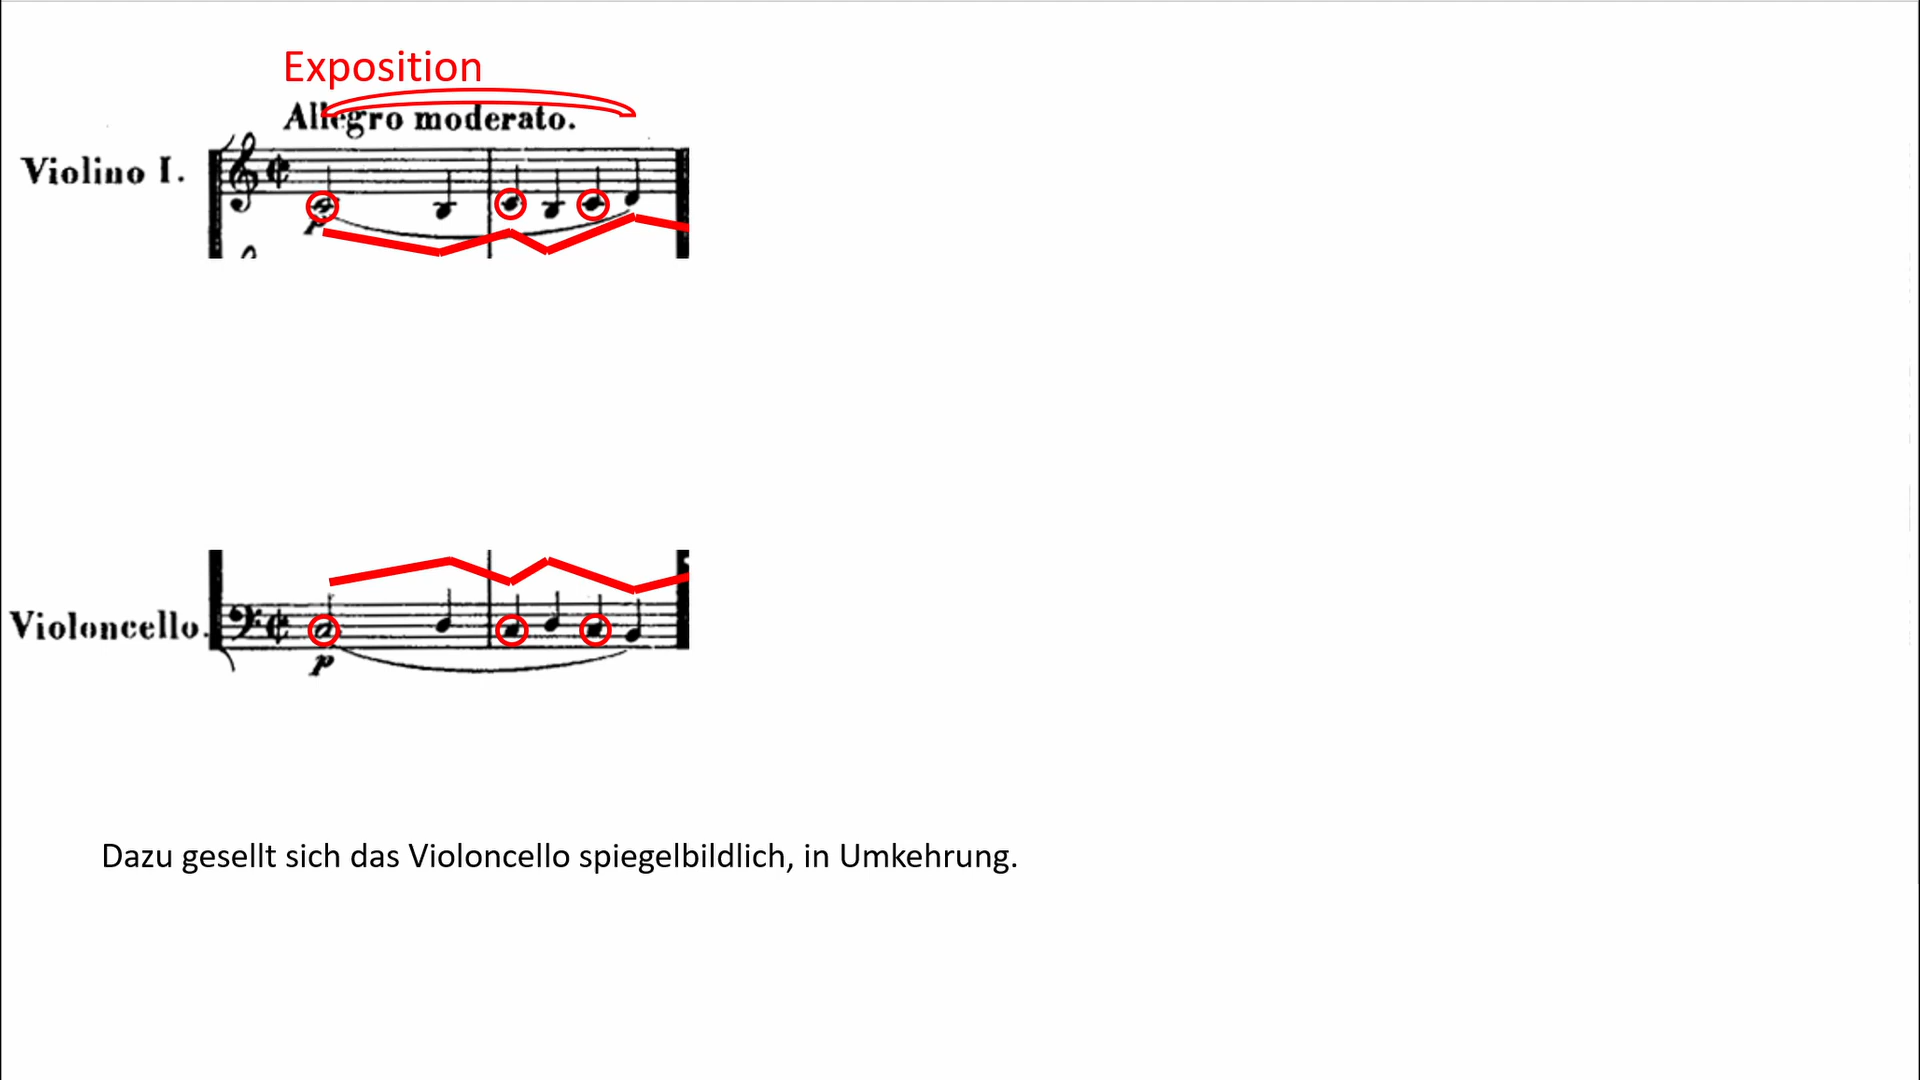 Exposition
Allegro moderato.
Violino I.
p
Violoncello.
p
Dazu gesellt sich das Violoncello spiegelbildlich, in Umkehrung.